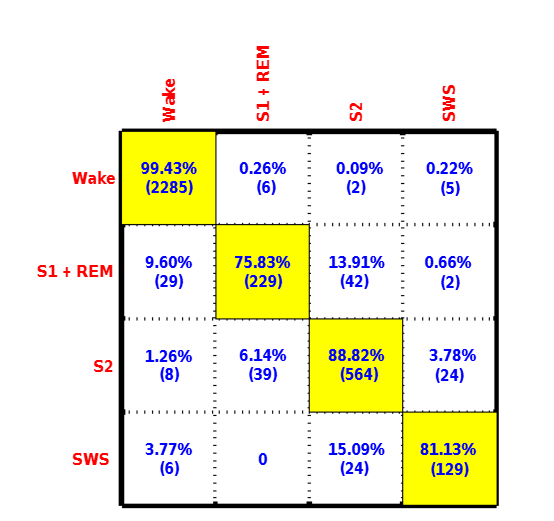 Wake S1 + REM S2 SWS
Wake 99.43% 0.26% 0.09% 0.22%
(2285) (6) (2) (5)
S1 + REM 9.60% 75.83% 13.91% 0.66%
(29) (229) (42) (2)
S2 1.26% 6.14% 88.82% 3.78%
(8) (39) (564) (24)
SWS 3.77% 0 15.09% 81.13%
(6) (24) (129)